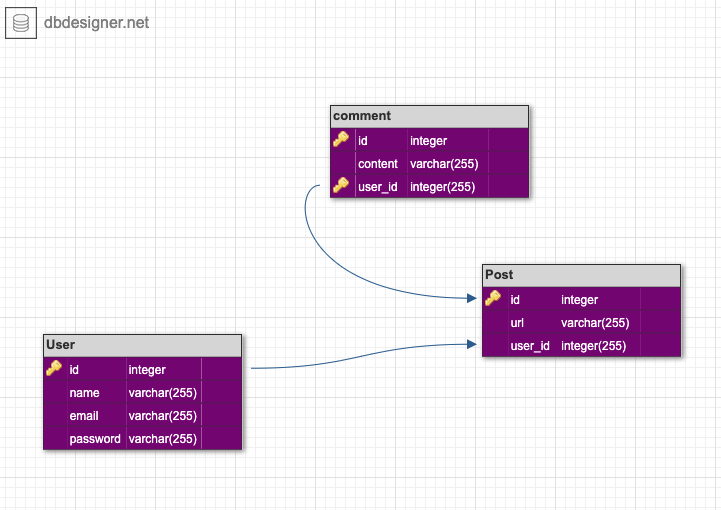 dbdesigner.net
comment
id integer
content varchar(255)
user_id integer(255)
Post
id integer
url varchar(255)
user_id integer(255)
User
id integer
name varchar(255)
email varchar(255)
password varchar(255)